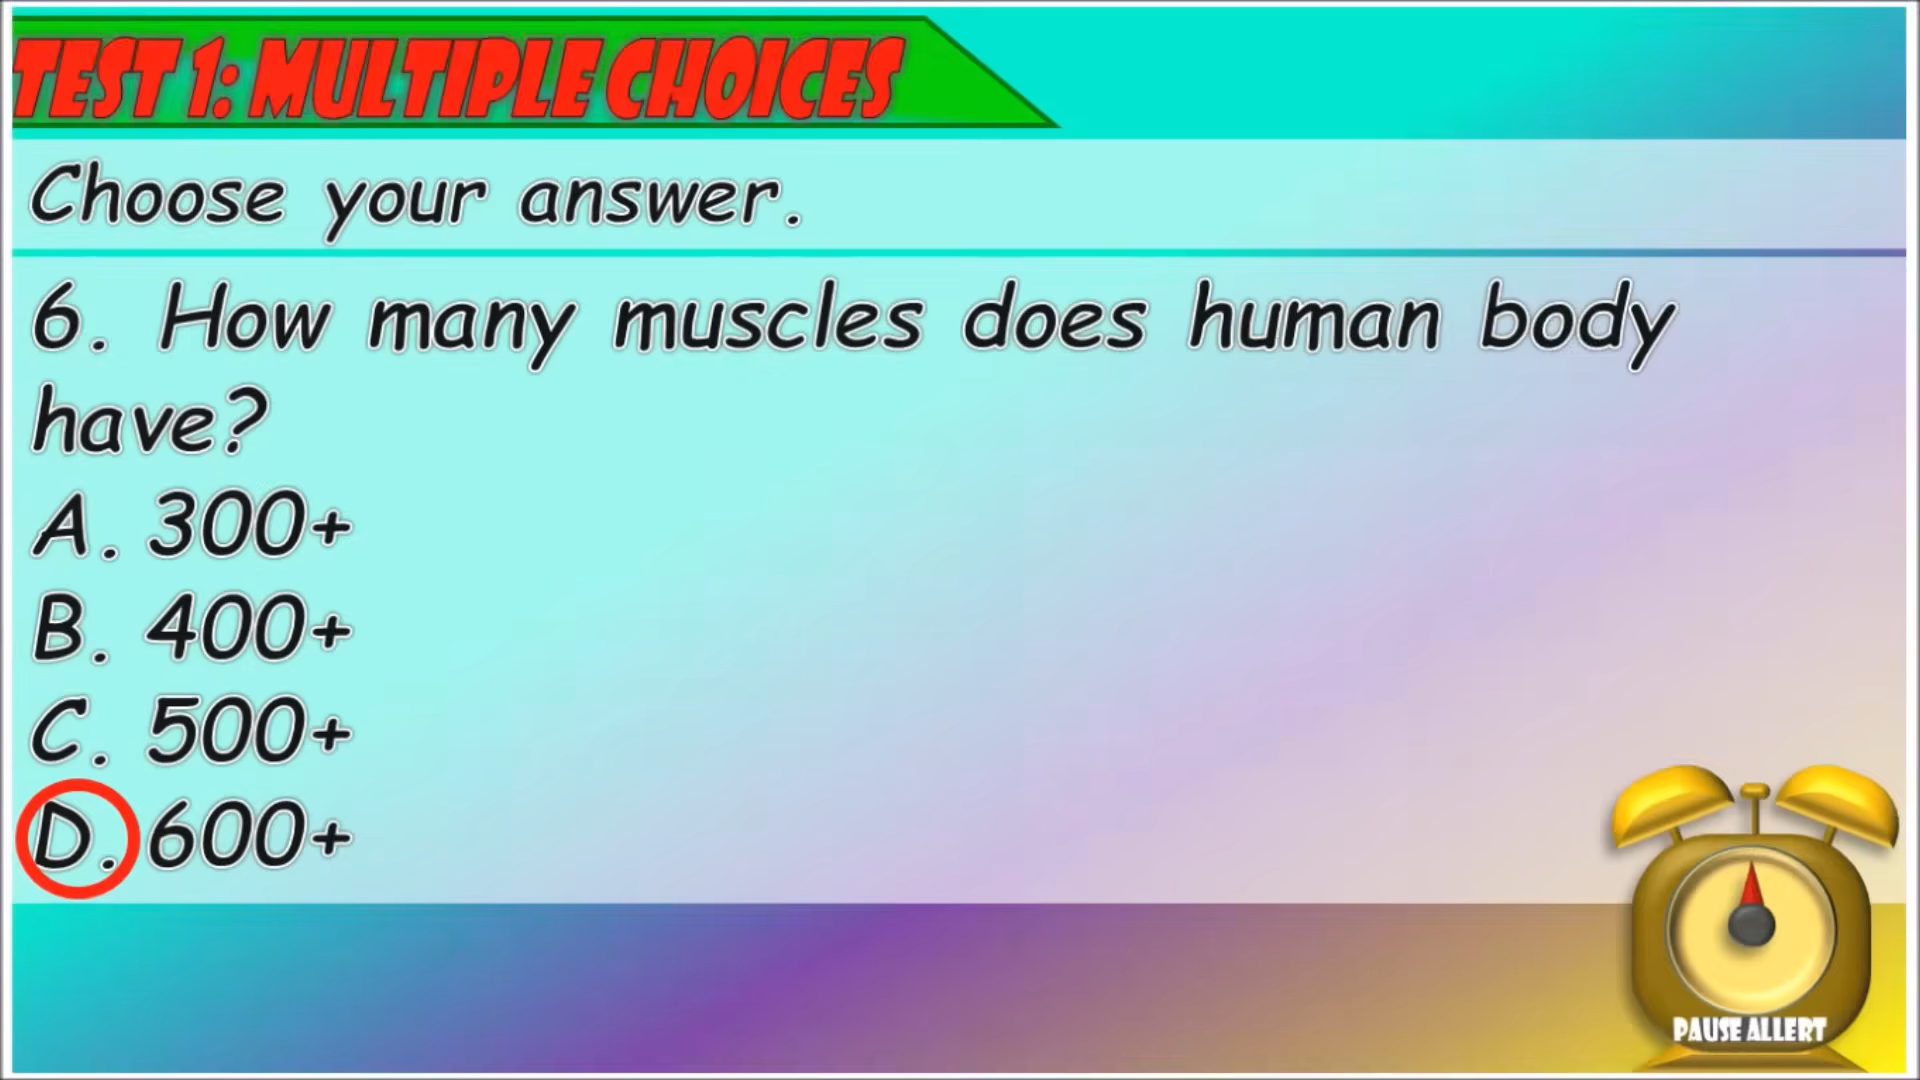 TEST 1: MULTIPLE CHOICES
Choose your answer.
6. How many muscles does human body
have?
A. 300+
B. 400+
C. 500+
D. 600+
PAUSE ALLERT